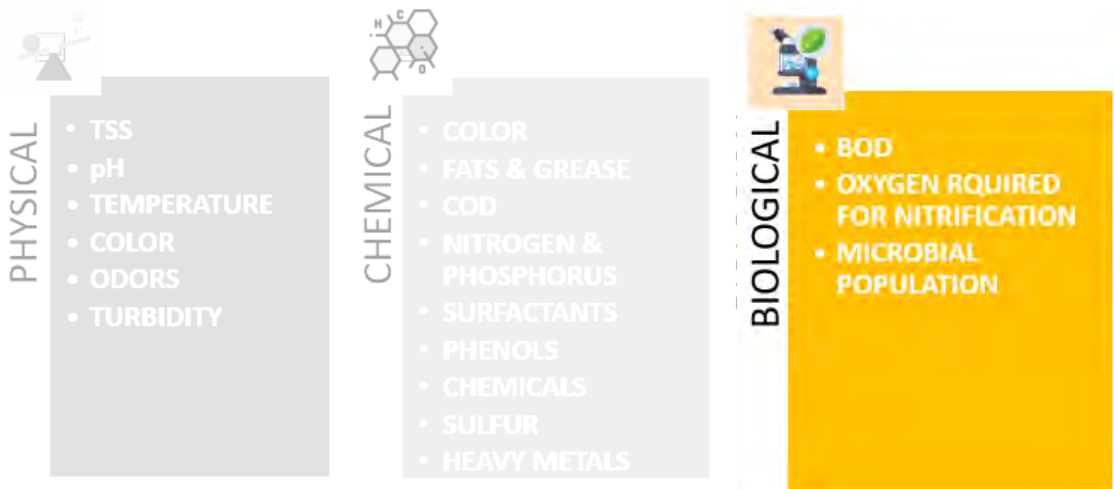 PHYSICAL
• TSS
• pH
• TEMPERATURE
• COLOR
• ODORS
• TURBIDITY
H C
O
CHEMICAL
• COLOR
• FATS & GREASE
• COD
• NITROGEN &
PHOSPHORUS
• SURFACTANTS
• PHENOLS
• CHEMICALS
• SULFUR
• HEAVY METALS
BIOLOGICAL
• BOD
• OXYGEN RQUIRED
FOR NITRIFICATION
• MICROBIAL
POPULATION